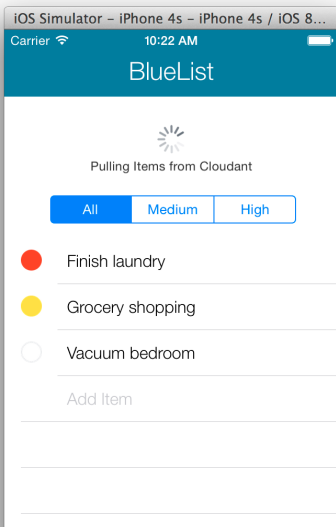 iOS Simulator – iPhone 4s – iPhone 4s / iOS 8...
Carrier 10:22 AM
BlueList
Pulling Items from Cloudant
All Medium High
Finish laundry
Grocery shopping
Vacuum bedroom
Add Item